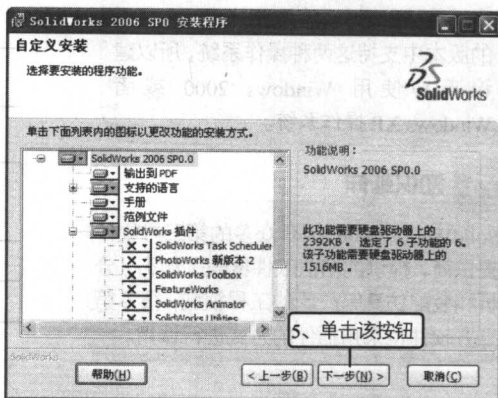 SolidWorks 2006 SP0 安装程序
自定义安装
选择要安装的程序功能。
SolidWorks
单击下面列表内的图标以更改功能的安装方式。
SolidWorks 2006 SP0.0
输出到 PDF
支持的语言
手册
范例文件
SolidWorks 插件
SolidWorks Task Scheduler
PhotoWorks 新版本 2
SolidWorks Toolbox
FeatureWorks
SolidWorks Animator
SolidWorks Utilities
功能说明：
SolidWorks 2006 SP0.0
此功能需要硬盘驱动器上的
2392KB 。 选定了 6 子功能的 6。
该子功能需要硬盘驱动器上的
1516MB 。
5、单击该按钮
SolidWorks
帮助(H)
< 上一步(B)
下一步(N) >
取消(C)